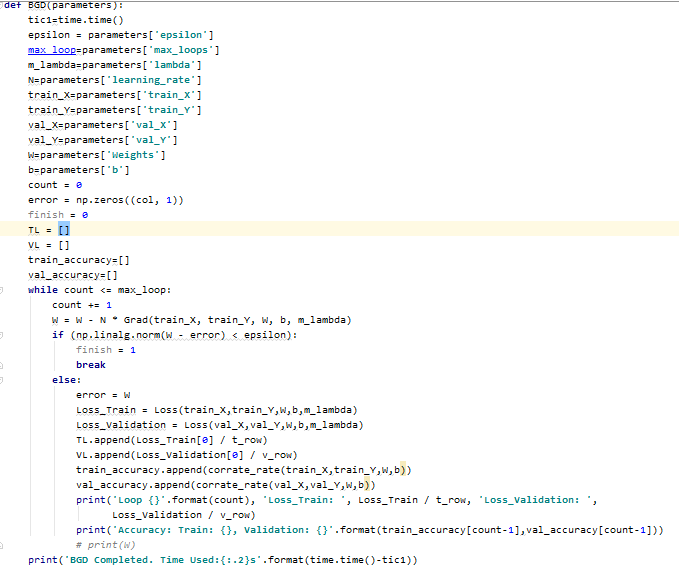 def BGD(parameters):
    tic1=time.time()
    epsilon = parameters['epsilon']
    max_loop=parameters['max_loops']
    m_lambda=parameters['lambda']
    N=parameters['learning_rate']
    train_X=parameters['train_X']
    train_Y=parameters['train_Y']
    val_X=parameters['val_X']
    val_Y=parameters['val_Y']
    W=parameters['Weights']
    b=parameters['b']
    count = 0
    error = np.zeros((col, 1))
    finish = 0
    TL = []
    VL = []
    train_accuracy=[]
    val_accuracy=[]
    while count <= max_loop:
        count += 1
        W = W - N * Grad(train_X, train_Y, W, b, m_lambda)
        if (np.linalg.norm(W - error) < epsilon):
            finish = 1
            break
        else:
            error = W
            Loss_Train = Loss(train_X,train_Y,W,b,m_lambda)
            Loss_Validation = Loss(val_X,val_Y,W,b,m_lambda)
            TL.append(Loss_Train[0] / t_row)
            VL.append(Loss_Validation[0] / v_row)
            train_accuracy.append(corrate_rate(train_X,train_Y,W,b))
            val_accuracy.append(corrate_rate(val_X,val_Y,W,b))
            print('Loop {}'.format(count), 'Loss_Train: ', Loss_Train / t_row, 'Loss_Validation: ',
                  Loss_Validation / v_row)
            print('Accuracy: Train: {}, Validation: {}'.format(train_accuracy[count-1],val_accuracy[count-1]))
            # print(W)
    print('BGD Completed. Time Used:{:.2}s'.format(time.time()-tic1))